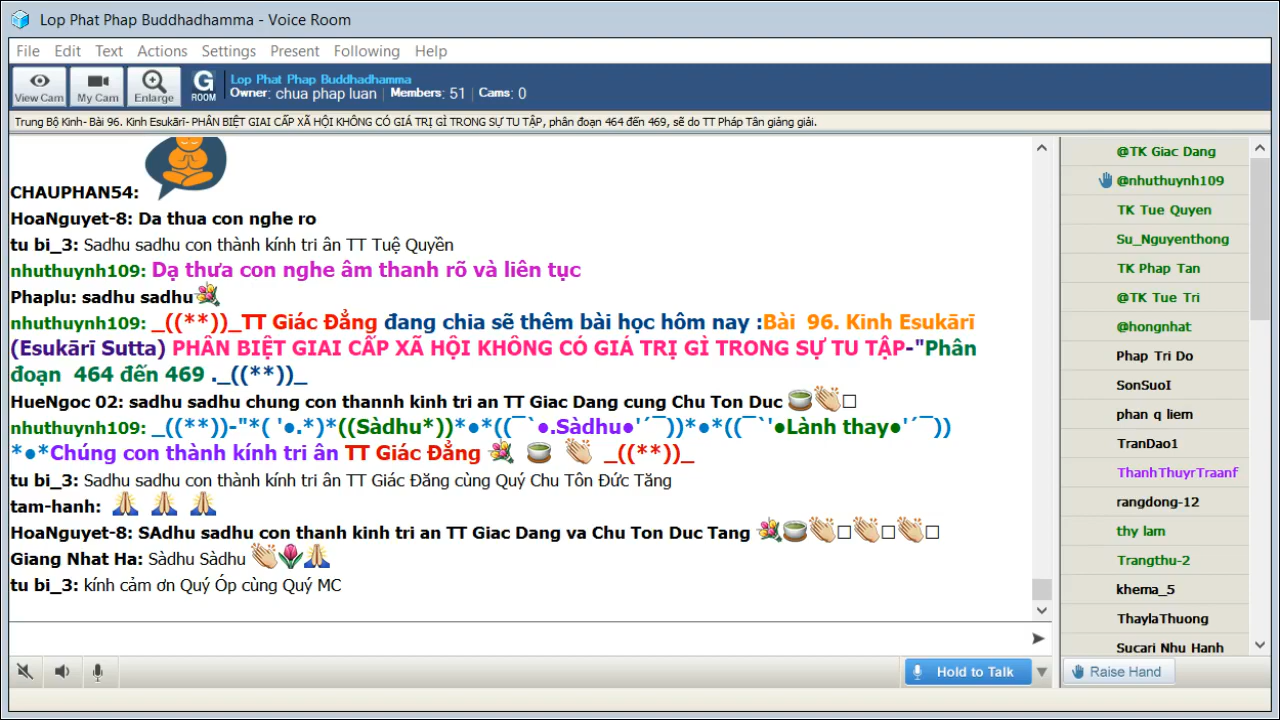 Lop Phat Phap Buddhadhamma - Voice Room
File Edit Text Actions Settings Present Following Help
View Cam My Cam Enlarge G ROOM
Lop Phat Phap Buddhadhamma
Owner: chua phap luan | Members: 51 | Cams: 0
Trung Bộ Kinh- Bài 96. Kinh Esukārī- PHÂN BIỆT GIAI CẤP XÃ HỘI KHÔNG CÓ GIÁ TRỊ GÌ TRONG SỰ TU TẬP, phân đoạn 464 đến 469, sẽ do TT Pháp Tân giảng giải.
CHAUPHAN54:
HoaNguyet-8: Da thua con nghe ro
tu bi_3: Sadhu sadhu con thành kính tri ân TT Tuệ Quyền
nhuthuynh109: Dạ thưa con nghe âm thanh rõ và liên tục
Phaplu: sadhu sadhu💐
nhuthuynh109: _((**))_TT Giác Đẳng đang chia sẽ thêm bài học hôm nay :Bài  96. Kinh Esukārī
(Esukārī Sutta) PHÂN BIỆT GIAI CẤP XÃ HỘI KHÔNG CÓ GIÁ TRỊ GÌ TRONG SỰ TU TẬP-"Phân
đoạn  464 đến 469 ._((**))_
HueNgoc 02: sadhu sadhu chung con thannh kinh tri an TT Giac Dang cung Chu Ton Duc 🍵👏🏼□
nhuthuynh109: _((**))-"*( '●.*)*((Sàdhu*))*●*((¯`●.Sàdhu●'´¯))*●*((¯`'●Lành thay●'´¯))
*●*Chúng con thành kính tri ân TT Giác Đẳng 💐 🍵 👏🏼 _((**))_
tu bi_3: Sadhu sadhu con thành kính tri ân TT Giác Đăng cùng Quý Chu Tôn Đức Tăng
tam-hanh: 🙏🏼 🙏🏼 🙏🏼
HoaNguyet-8: SAdhu sadhu con thanh kinh tri an TT Giac Dang va Chu Ton Duc Tang 💐🍵👏🏼□👏🏼□👏🏼□
Giang Nhat Ha: Sàdhu Sàdhu 👏🏼🌷🙏🏼
tu bi_3: kính cảm ơn Quý Óp cùng Quý MC
Hold to Talk
@TK Giac Dang
@nhuthuynh109
TK Tue Quyen
Su_Nguyenthong
TK Phap Tan
@TK Tue Tri
@hongnhat
Phap Tri Do
SonSuoI
phan q liem
TranDao1
ThanhThuyrTraanf
rangdong-12
thy lam
Trangthu-2
khema_5
ThaylaThuong
Sucari Nhu Hanh
Raise Hand